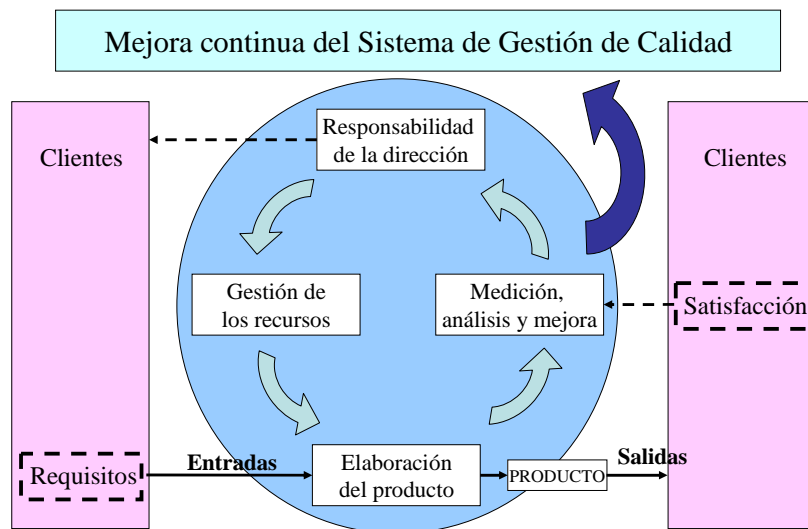 Mejora continua del Sistema de Gestión de Calidad
Clientes
Responsabilidad
de la dirección
Clientes
Gestión de
los recursos
Medición,
análisis y mejora
Satisfacción
Requisitos
Entradas
Elaboración
del producto
PRODUCTO
Salidas